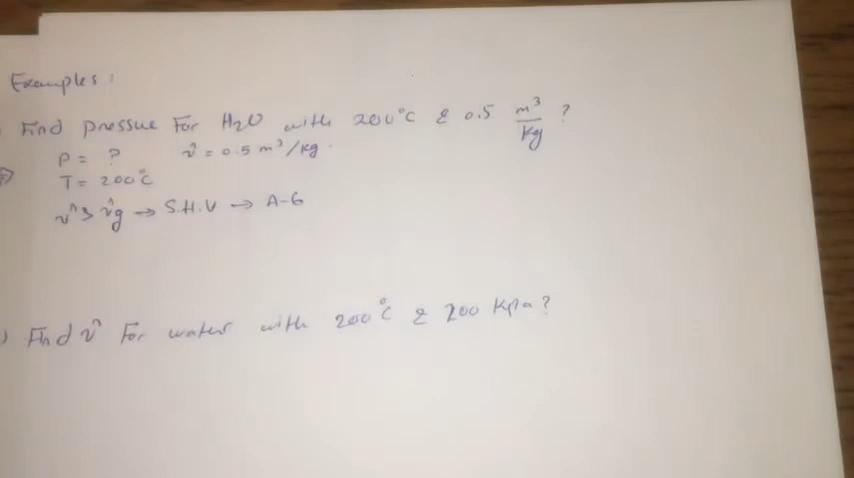 Examples:
Find pressue For H2O with 200°C & 0.5 m³/kg ?
P = ? v̂ = 0.5 m³/kg.
T = 200°C
v̂ > v̂g → S.H.V → A-6
) Find v̂ For water with 200°C & 200 Kpa?